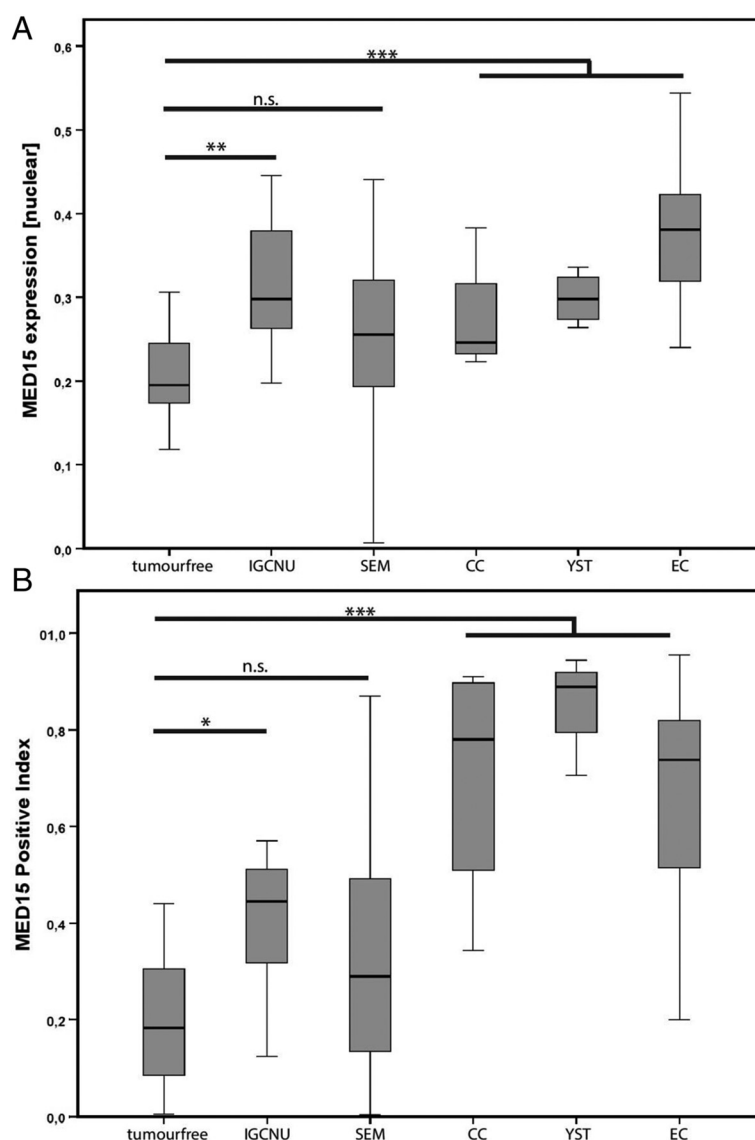 A
MED15 expression [nuclear]
0,6
0,5
0,4
0,3
0,2
0,1
0,0
***
n.s.
**
tumourfree IGCNU SEM CC YST EC
B
MED15 Positive Index
01,0
0,8
0,6
0,4
0,2
0,0
***
n.s.
*
tumourfree IGCNU SEM CC YST EC